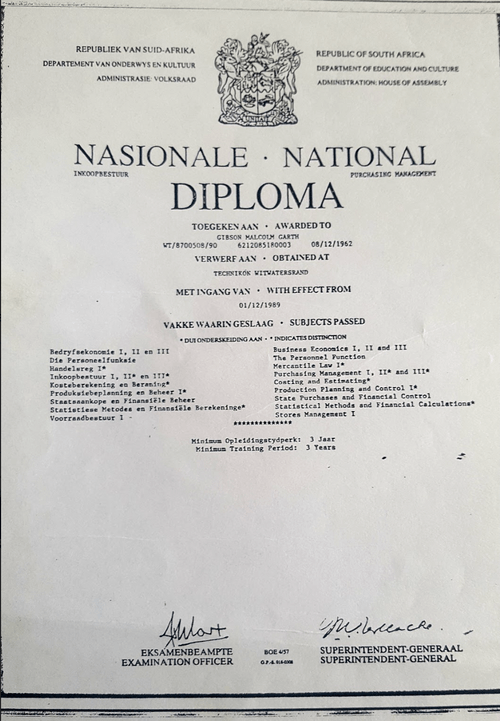 REPUBLIEK VAN SUID-AFRIKA
DEPARTEMENT VAN ONDERWYS EN KULTUUR
ADMINISTRASIE: VOLKSRAAD
REPUBLIC OF SOUTH AFRICA
DEPARTMENT OF EDUCATION AND CULTURE
ADMINISTRATION: HOUSE OF ASSEMBLY
NASIONALE · NATIONAL
INKOOPBESTUUR PURCHASING MANAGEMENT
DIPLOMA
TOEGEKEN AAN · AWARDED TO
GIBSON MALCOLM GARTH
WT/8700508/90 6212085180003 08/12/1962
VERWERF AAN · OBTAINED AT
TECHNIKON WITWATERSRAND
MET INGANG VAN · WITH EFFECT FROM
01/12/1989
VAKKE WAARIN GESLAAG · SUBJECTS PASSED
* DUI ONDERSKEIDING AAN · * INDICATES DISTINCTION
Bedryfsekonomie I, II en III
Die Personeelfunksie
Handelsreg I*
Inkoopbestuur I, II* en III*
Kosteberekening en Beraming*
Produksiebeplanning en Beheer I*
Staatsaankope en Finansiële Beheer
Statistiese Metodes en Finansiële Berekeninge*
Voorraadbestuur I -
Business Economics I, II and III
The Personnel Function
Mercantile Law I*
Purchasing Management I, II* and III*
Costing and Estimating*
Production Planning and Control I*
State Purchases and Financial Control
Statistical Methods and Financial Calculations*
Stores Management I
***************
Minimum Opleidingstydperk: 3 Jaar
Minimum Training Period: 3 Years
EKSAMENBEAMPTE
EXAMINATION OFFICER
BOE 4/57
SUPERINTENDENT-GENERAAL
SUPERINTENDENT-GENERAL